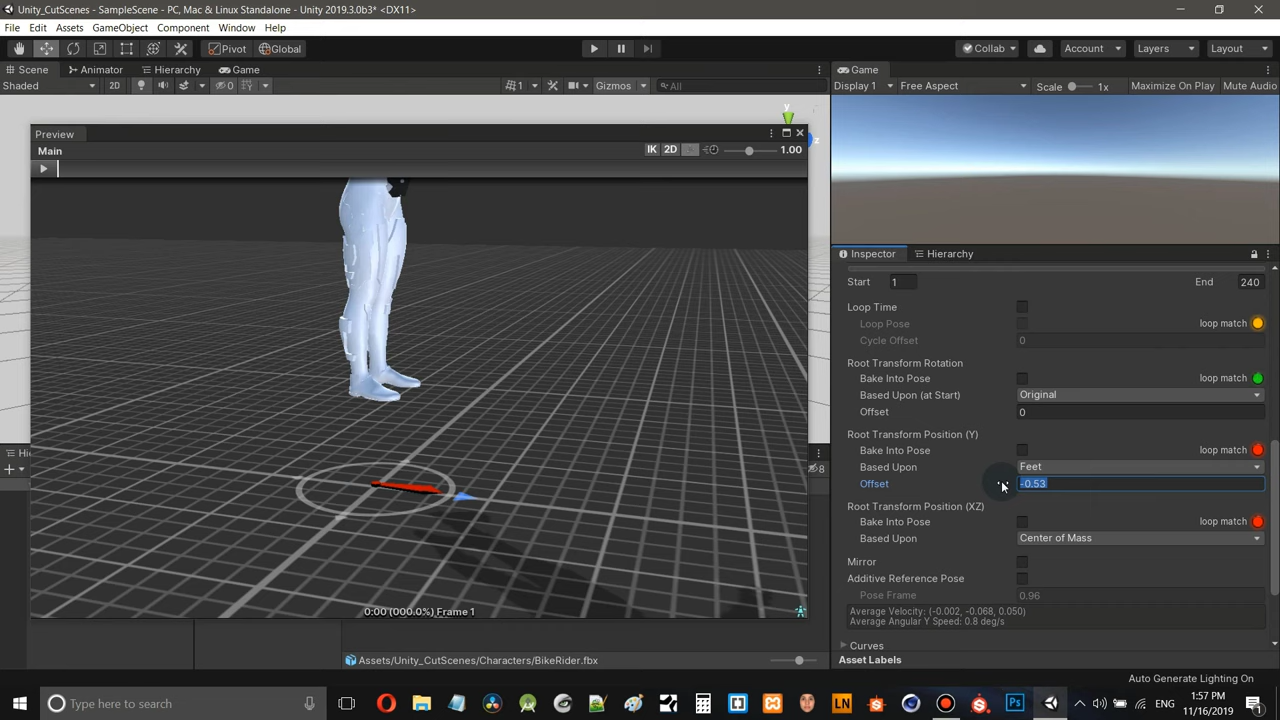 Unity_CutScenes - SampleScene - PC, Mac & Linux Standalone - Unity 2019.3.0b3* <DX11>
File Edit Assets GameObject Component Window Help
Pivot Global Collab Account Layers Layout
Scene Animator Hierarchy Game
Shaded 2D 0 1 Gizmos All
Game
Display 1 Free Aspect Scale 1x Maximize On Play Mute Audio
y
z
Preview
Main IK 2D 1.00
0:00 (000.0%) Frame 1
Inspector Hierarchy
Start 1 End 240
Loop Time
Loop Pose loop match
Cycle Offset 0
Root Transform Rotation
Bake Into Pose loop match
Based Upon (at Start) Original
Offset 0
Root Transform Position (Y)
Bake Into Pose loop match
Based Upon Feet
Offset -0.53
Root Transform Position (XZ)
Bake Into Pose loop match
Based Upon Center of Mass
Mirror
Additive Reference Pose
Pose Frame 0.96
Average Velocity: (-0.002, -0.068, 0.050)
Average Angular Y Speed: 0.8 deg/s
Curves
Asset Labels
Hi
8
Assets/Unity_CutScenes/Characters/BikeRider.fbx
Auto Generate Lighting On
Type here to search
LN
Ps
ENG
1:57 PM
11/16/2019